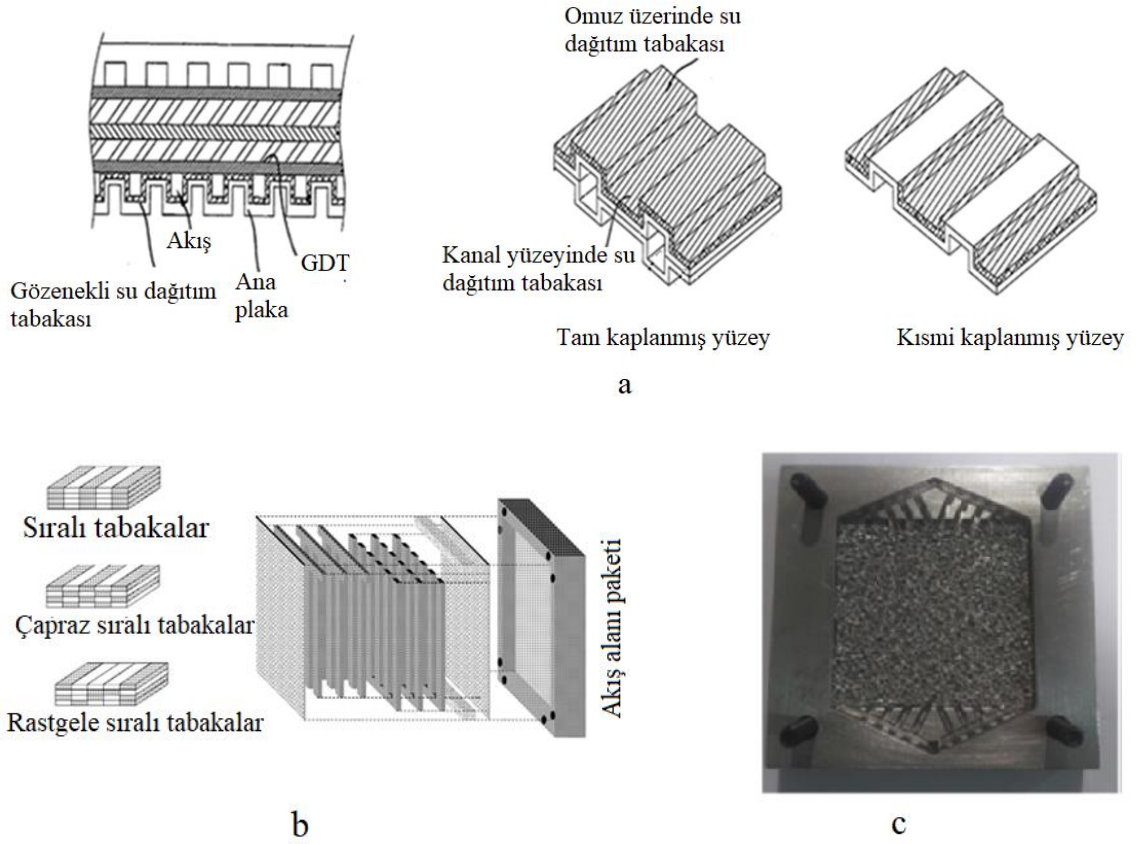 Omuz üzerinde su
dağıtım tabakası
Akış
GDT
Gözenekli su dağıtım
tabakası
Ana
plaka
Kanal yüzeyinde su
dağıtım tabakası
Tam kaplanmış yüzey
Kısmi kaplanmış yüzey
a
Sıralı tabakalar
Çapraz sıralı tabakalar
Rastgele sıralı tabakalar
Akış alanı paketi
b
c